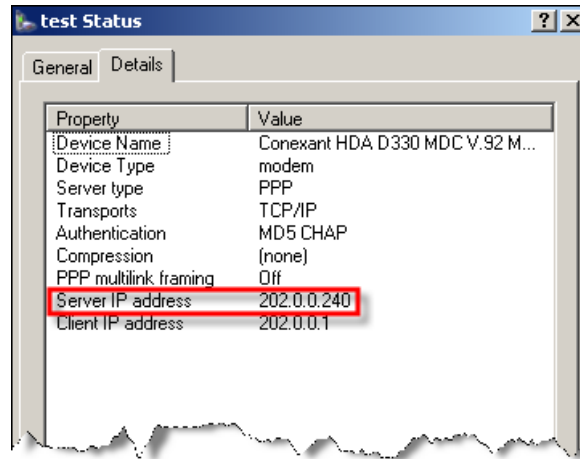 test Status
General Details
Property Value
Device Name Conexant HDA D330 MDC V.92 M...
Device Type modem
Server type PPP
Transports TCP/IP
Authentication MD5 CHAP
Compression (none)
PPP multilink framing Off
Server IP address 202.0.0.240
Client IP address 202.0.0.1